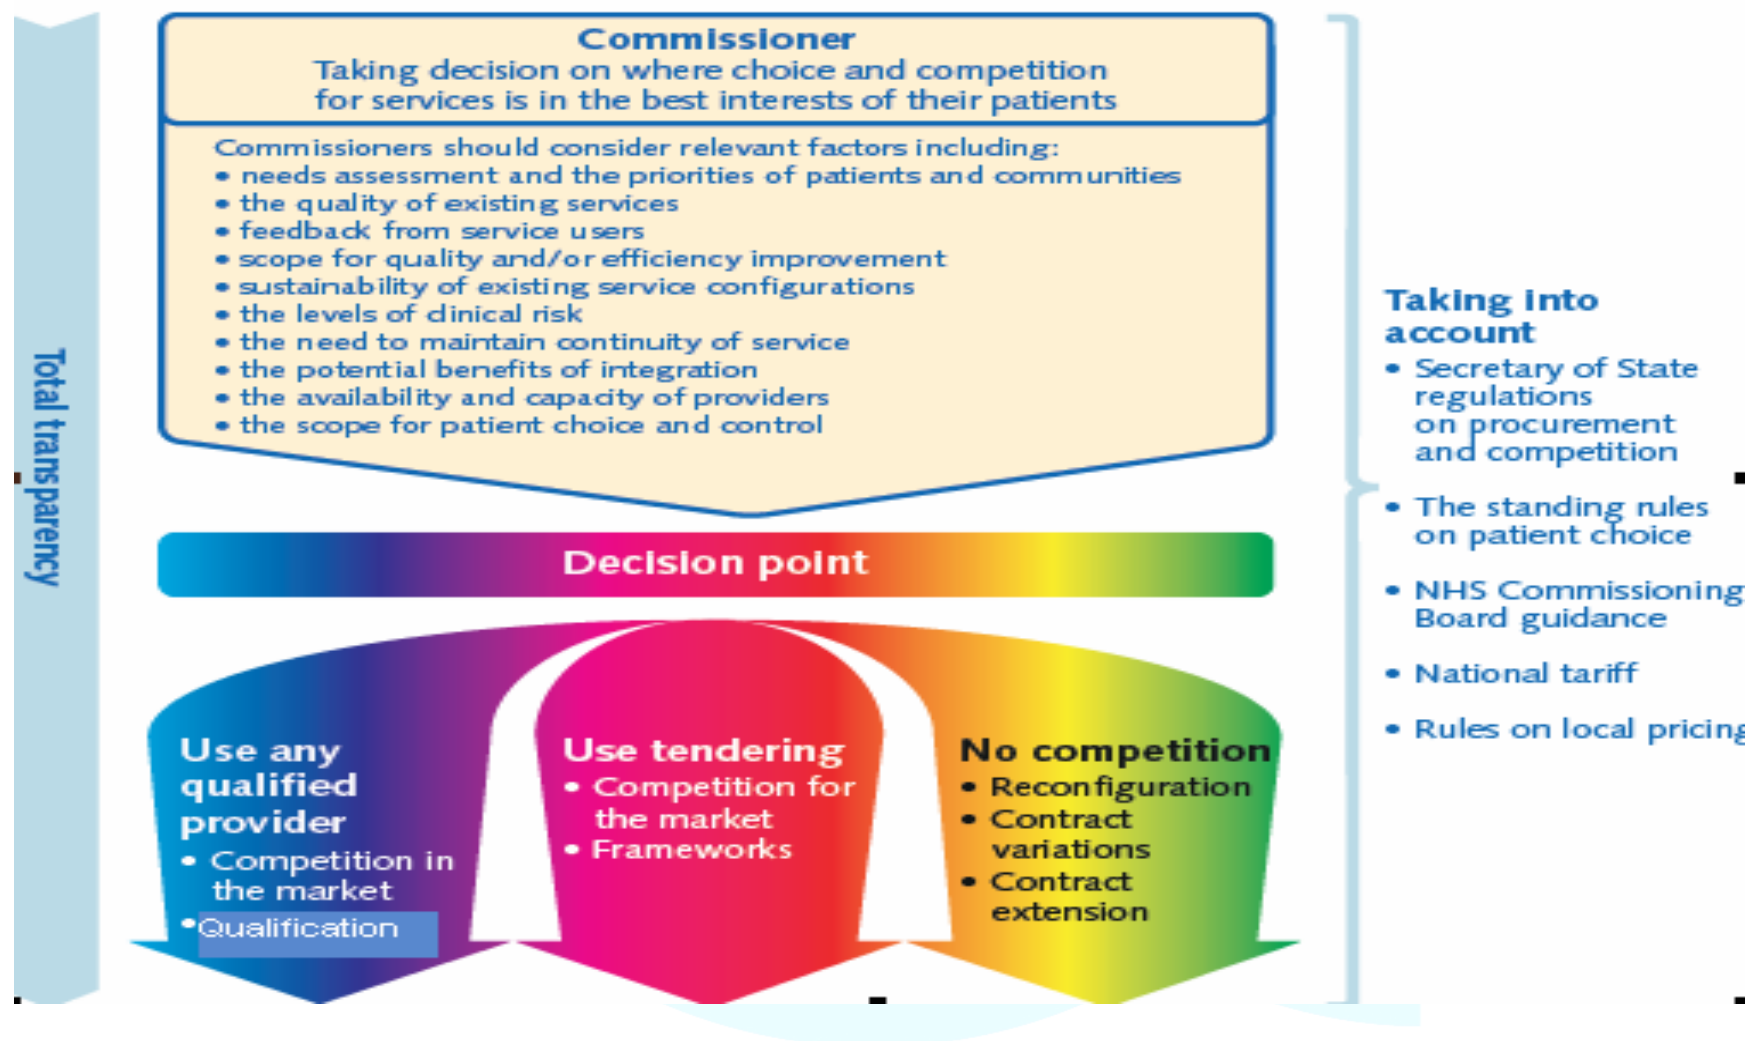 Total transparency
Commissioner
Taking decision on where choice and competition
for services is in the best interests of their patients
Commissioners should consider relevant factors including:
• needs assessment and the priorities of patients and communities
• the quality of existing services
• feedback from service users
• scope for quality and/or efficiency improvement
• sustainability of existing service configurations
• the levels of clinical risk
• the need to maintain continuity of service
• the potential benefits of integration
• the availability and capacity of providers
• the scope for patient choice and control
Decision point
Use any
qualified
provider
• Competition in
the market
• Qualification
Use tendering
• Competition for
the market
• Frameworks
No competition
• Reconfiguration
• Contract
variations
• Contract
extension
Taking into
account
• Secretary of State
regulations
on procurement
and competition
• The standing rules
on patient choice
• NHS Commissioning
Board guidance
• National tariff
• Rules on local pricing